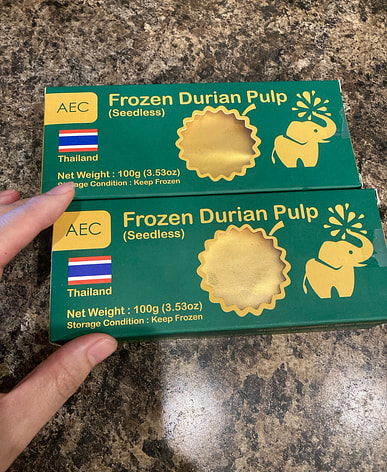 AEC
Frozen Durian Pulp
(Seedless)
Thailand
Net Weight : 100g (3.53oz)
Storage Condition : Keep Frozen
AEC
Frozen Durian Pulp
(Seedless)
Thailand
Net Weight : 100g (3.53oz)
Storage Condition : Keep Frozen